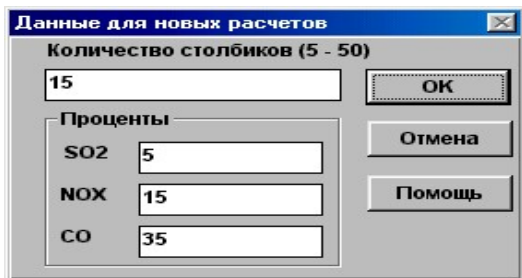 Данные для новых расчетов
Количество столбиков (5 - 50)
15
OK
Проценты
Отмена
SO2 5
NOX 15
Помощь
CO 35